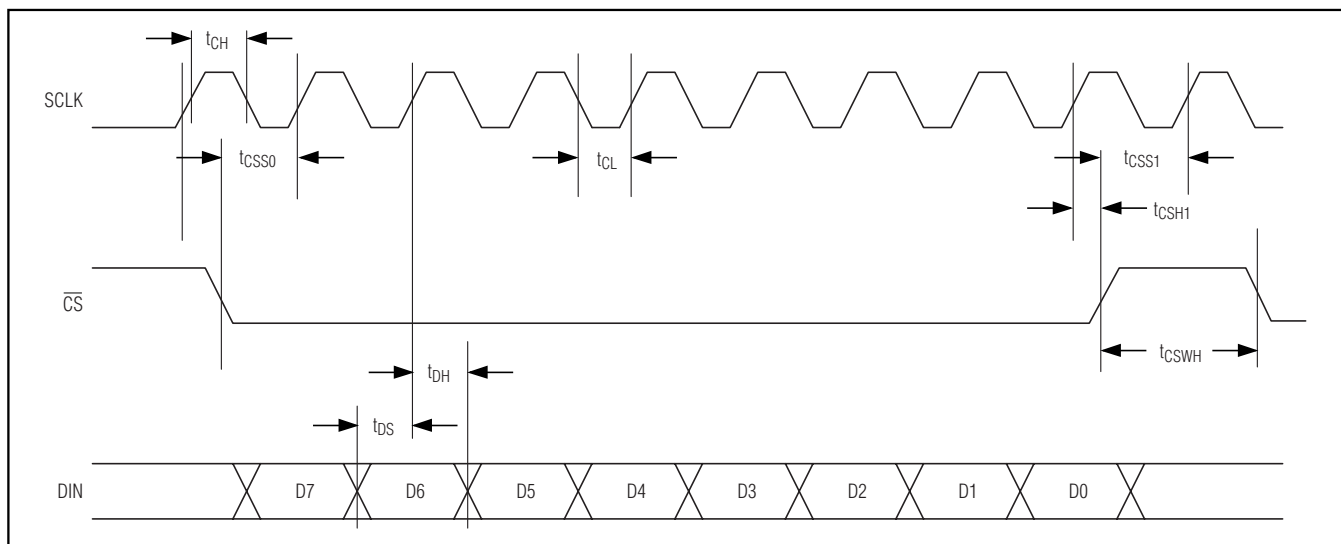 tCH
SCLK
tCSS0
tCL
tCSS1
tCSH1
CS
tCSWH
tDH
tDS
DIN
D7 D6 D5 D4 D3 D2 D1 D0